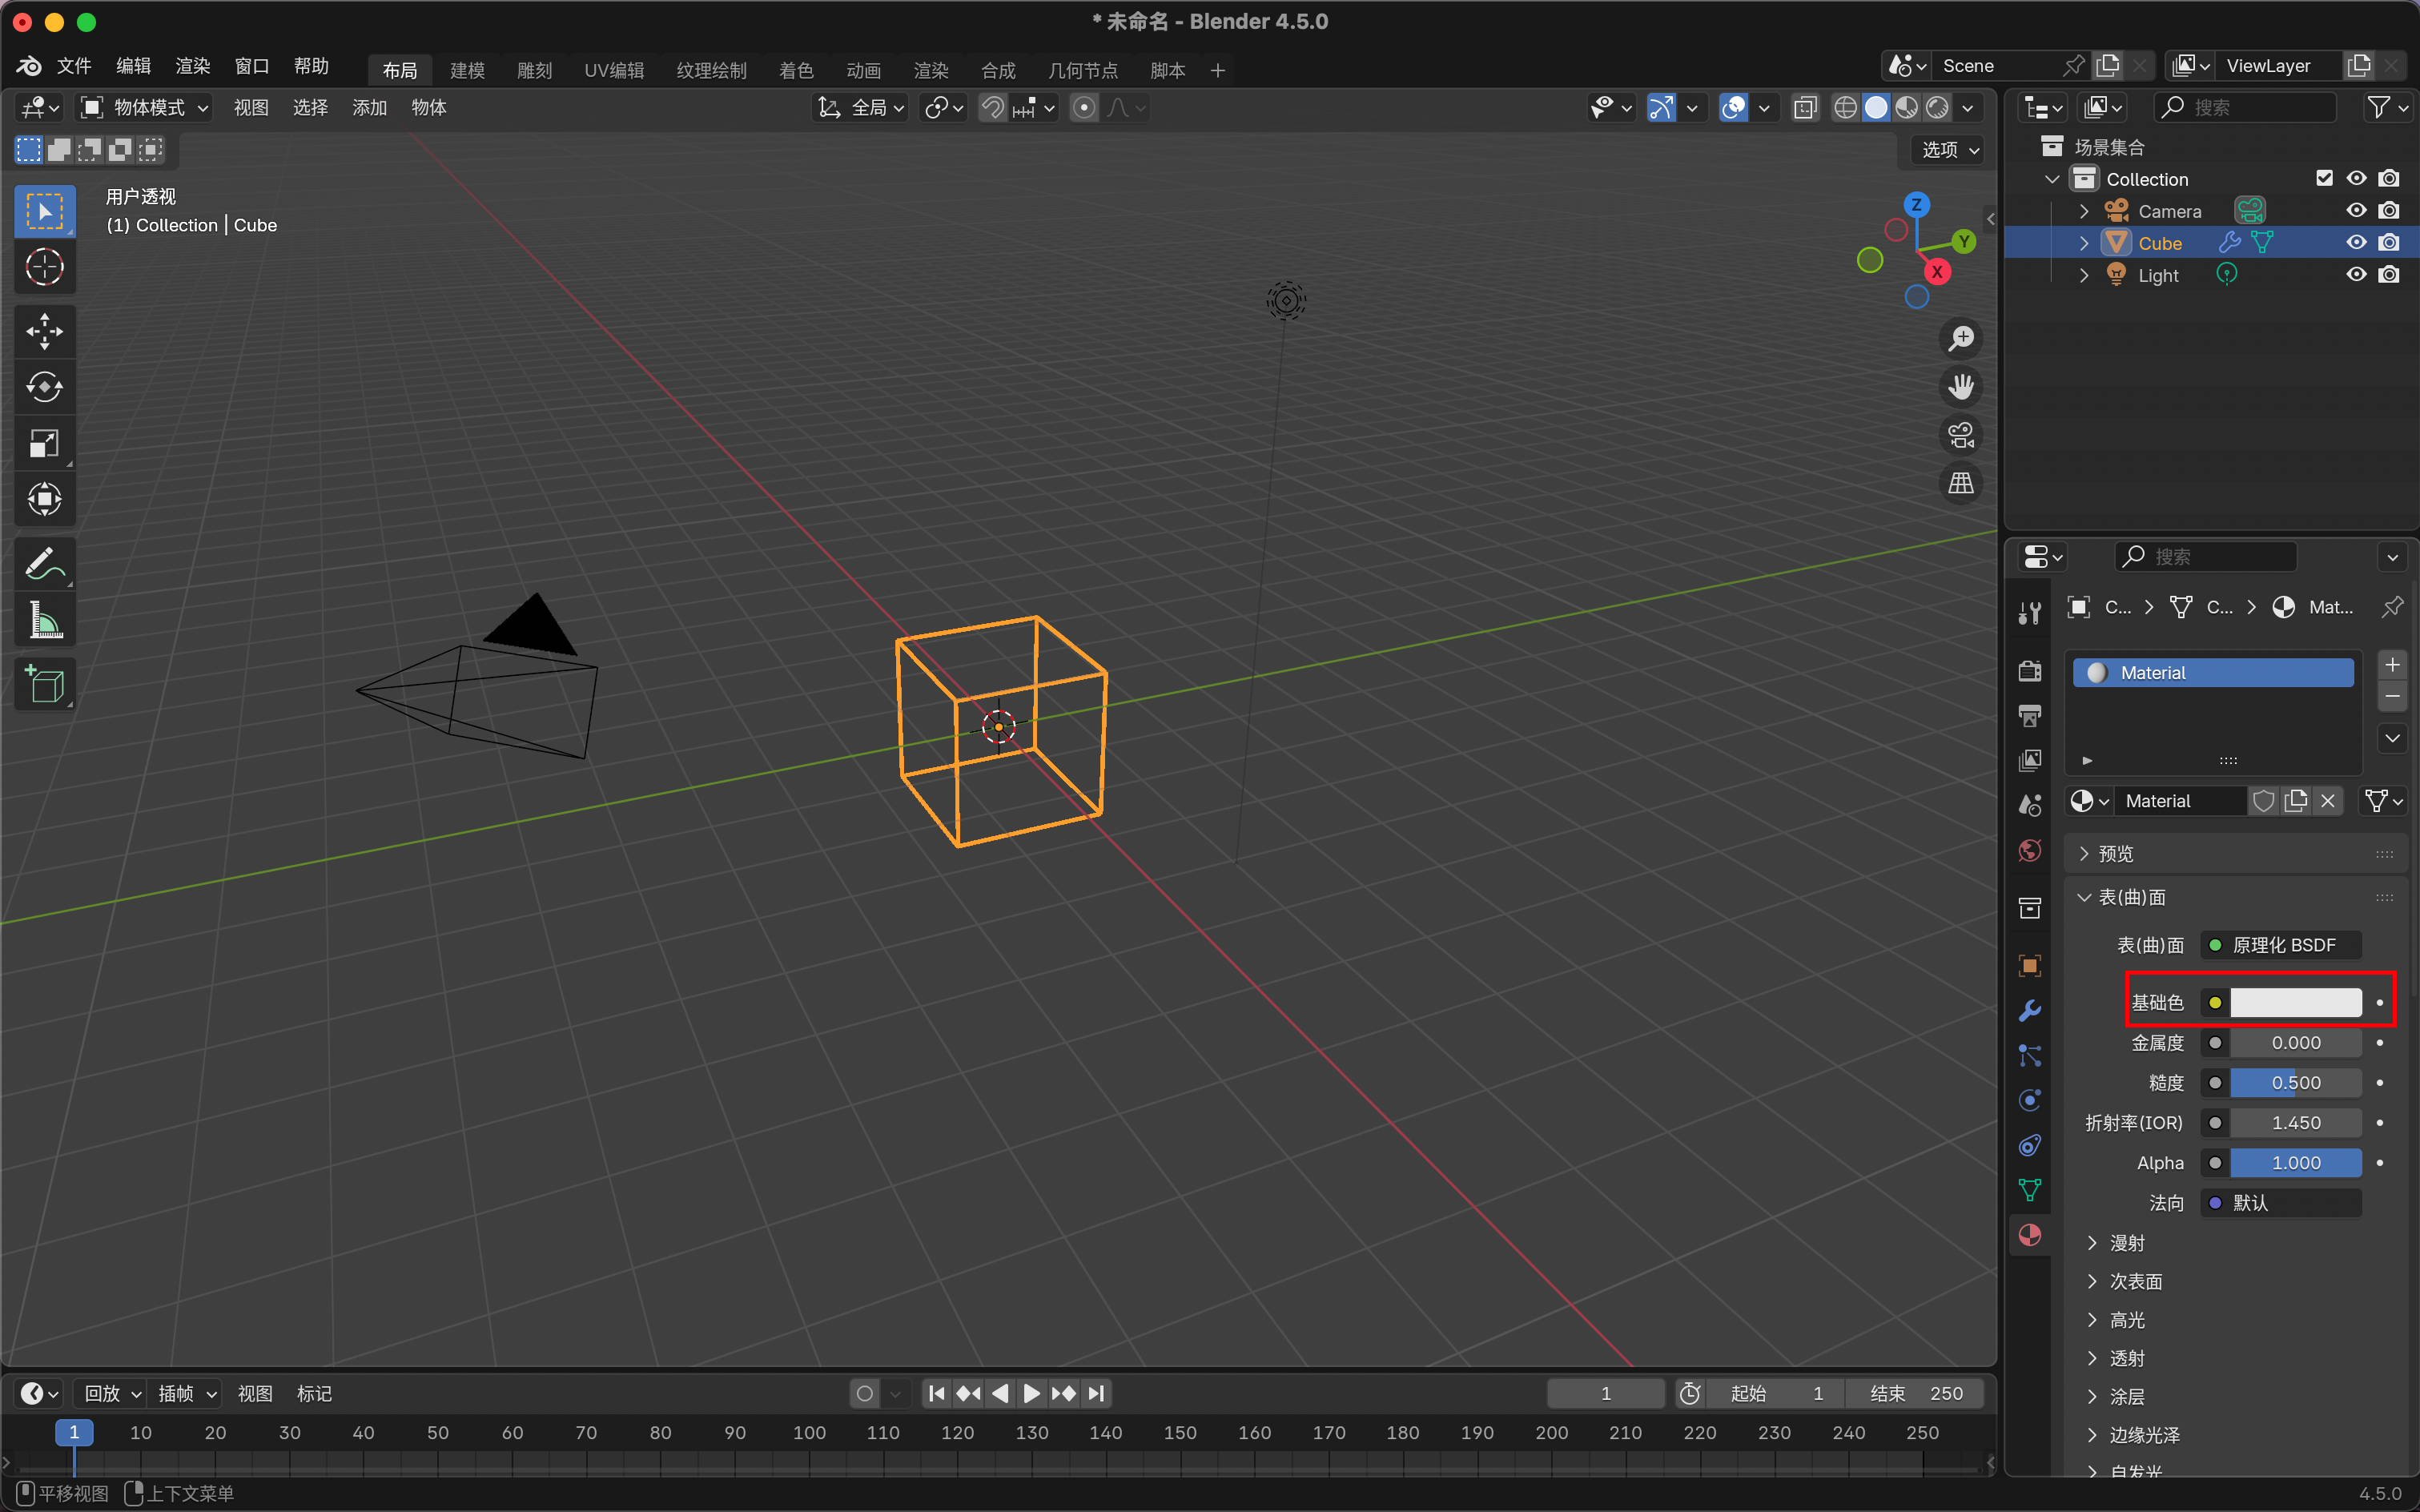 * 未命名 - Blender 4.5.0
文件 编辑 渲染 窗口 帮助 布局 建模 雕刻 UV编辑 纹理绘制 着色 动画 渲染 合成 几何节点 脚本 + Scene ViewLayer
物体模式 视图 选择 添加 物体 全局 搜索
选项
用户透视
(1) Collection | Cube
Z
Y
X
场景集合
Collection
Camera
Cube
Light
搜索
C... C... Mat...
Material
Material
预览
表(曲)面
表(曲)面 原理化 BSDF
基础色
金属度 0.000
糙度 0.500
折射率(IOR) 1.450
Alpha 1.000
法向 默认
漫射
次表面
高光
透射
涂层
边缘光泽
自发光
回放 插帧 视图 标记 1 起始 1 结束 250
1 10 20 30 40 50 60 70 80 90 100 110 120 130 140 150 160 170 180 190 200 210 220 230 240 250
平移视图 上下文菜单 4.5.0